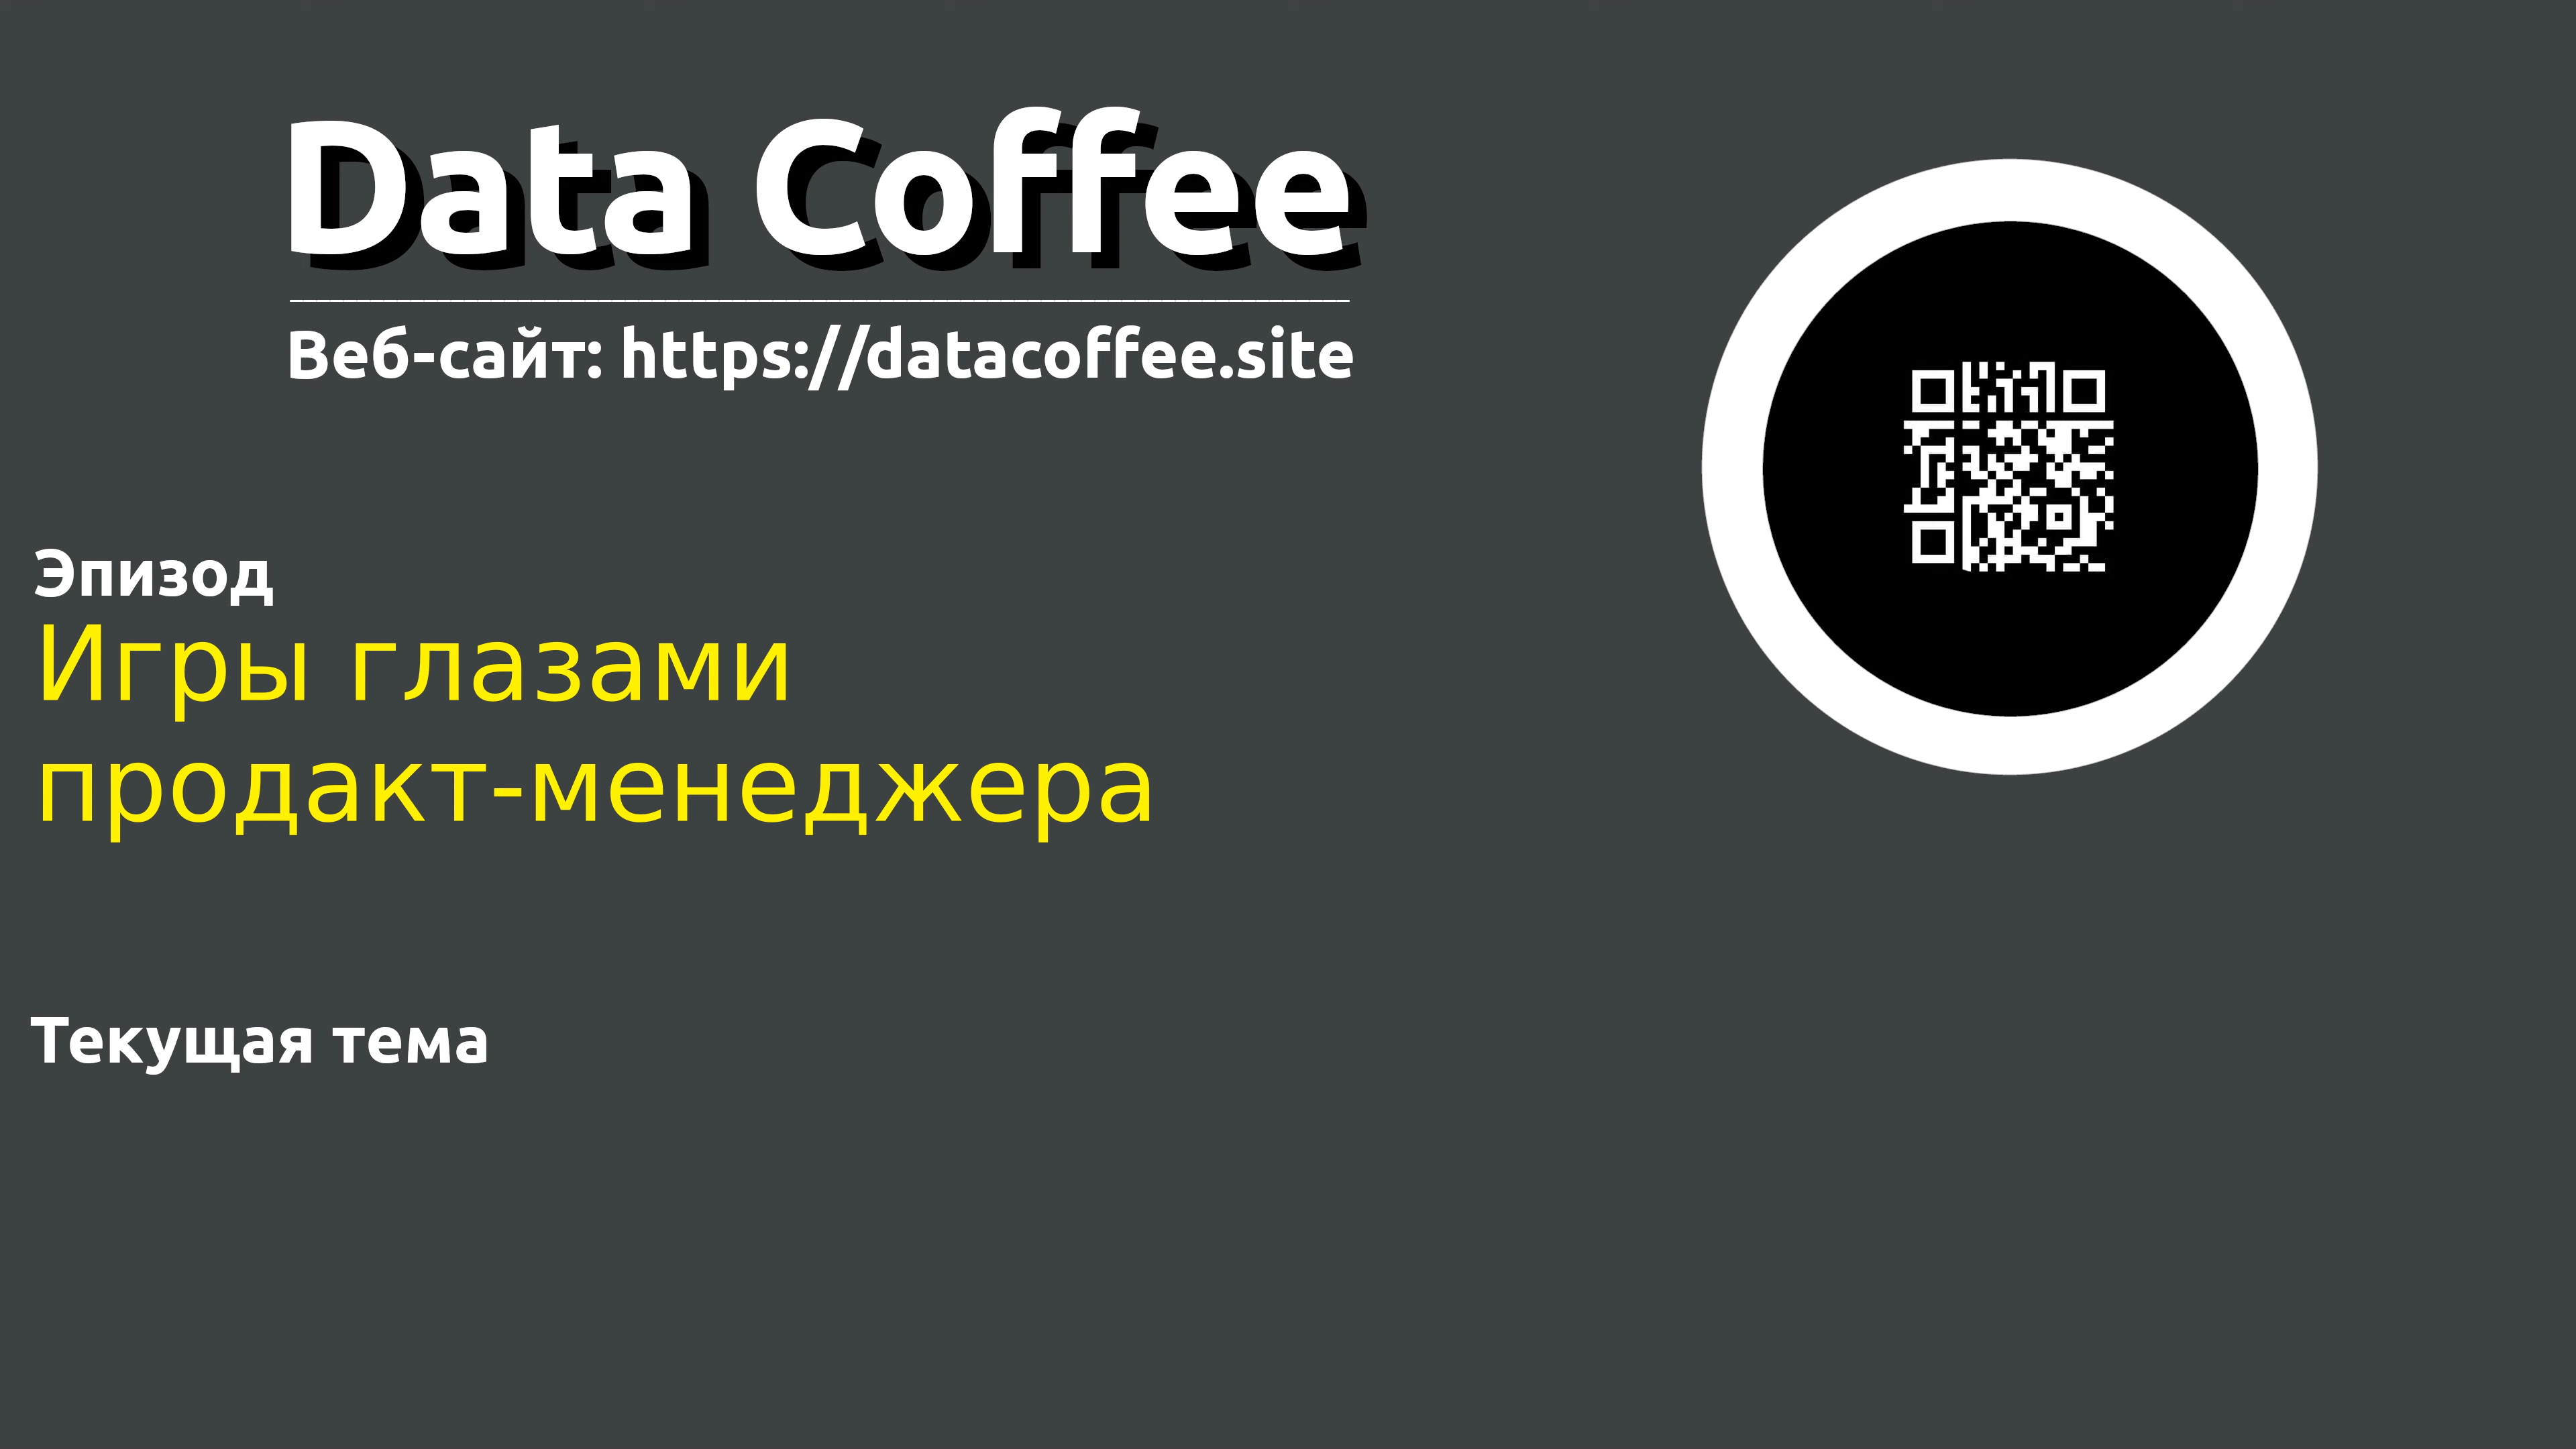 Data Coffee
Веб-сайт: https://datacoffee.site
Эпизод
Игры глазами
продакт-менеджера
Текущая тема